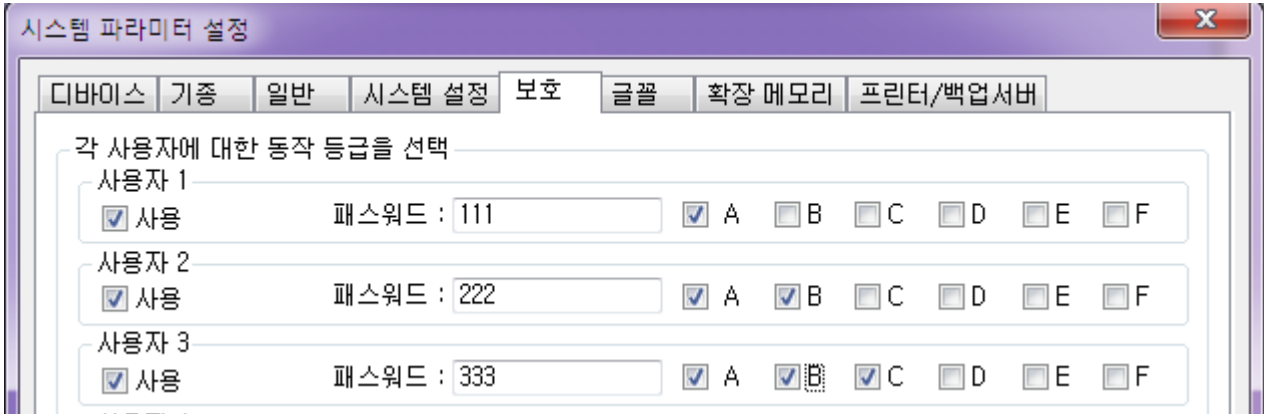 시스템 파라미터 설정
디바이스 기종 일반 시스템 설정 보호 글꼴 확장 메모리 프린터/백업서버
각 사용자에 대한 동작 등급을 선택
사용자 1
사용 패스워드 : 111 A B C D E F
사용자 2
사용 패스워드 : 222 A B C D E F
사용자 3
사용 패스워드 : 333 A B C D E F